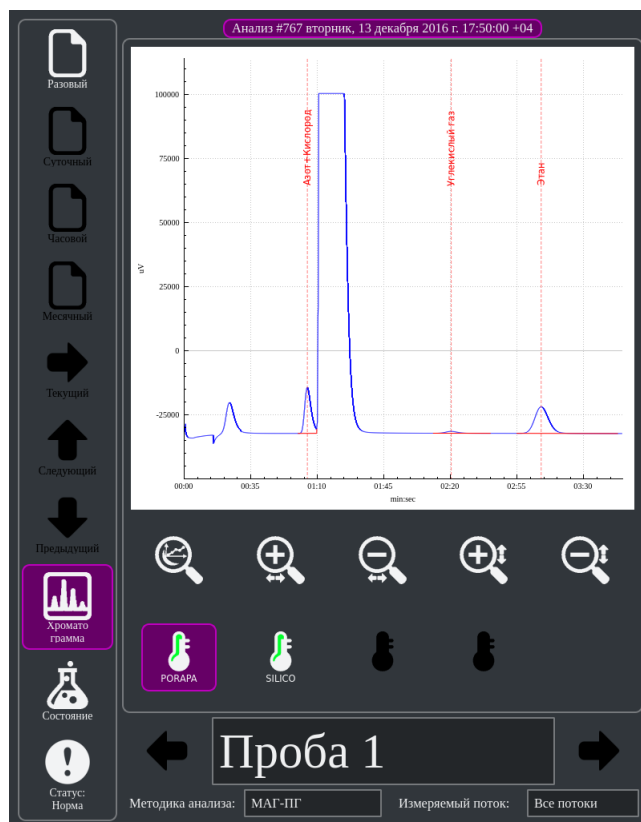 Анализ #767 вторник, 13 декабря 2016 г. 17:50:00 +04
Разовый
Суточный
Часовой
Месячный
Текущий
Следующий
Предыдущий
Хромато
грамма
Состояние
Статус:
Норма
100000
75000
50000
25000
0
-25000
uV
Азот+Кислород
Углекислый газ
Этан
00:00 00:35 01:10 01:45 02:20 02:55 03:30
min:sec
PORAPA SILICO
Проба 1
Методика анализа: МАГ-ПГ Измеряемый поток: Все потоки